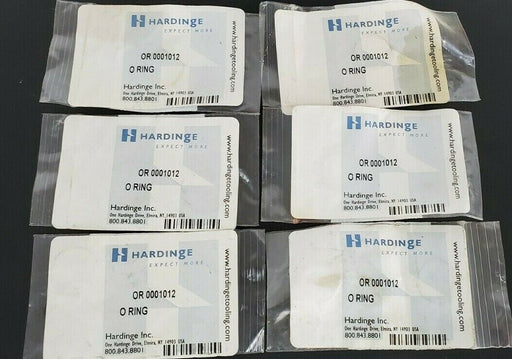 HARDINGE
EXPECT MORE
OR 0001012
O RING
Hardinge Inc.
One Hardinge Drive, Elmira, NY 14903 USA
800.843.8801
www.hardingetooling.com
HARDINGE
EXPECT MORE
OR 0001012
O RING
Hardinge Inc.
One Hardinge Drive, Elmira, NY 14903 USA
800.843.8801
www.hardingetooling.com
HARDINGE
EXPECT MORE
OR 0001012
O RING
Hardinge Inc.
One Hardinge Drive, Elmira, NY 14903 USA
800.843.8801
www.hardingetooling.com
HARDINGE
EXPECT MORE
OR 0001012
O RING
Hardinge Inc.
One Hardinge Drive, Elmira, NY 14903 USA
800.843.8801
www.hardingetooling.com
HARDINGE
EXPECT MORE
OR 0001012
O RING
Hardinge Inc.
One Hardinge Drive, Elmira, NY 14903 USA
800.843.8801
www.hardingetooling.com
HARDINGE
EXPECT MORE
OR 0001012
O RING
Hardinge Inc.
One Hardinge Drive, Elmira, NY 14903 USA
800.843.8801
www.hardingetooling.com